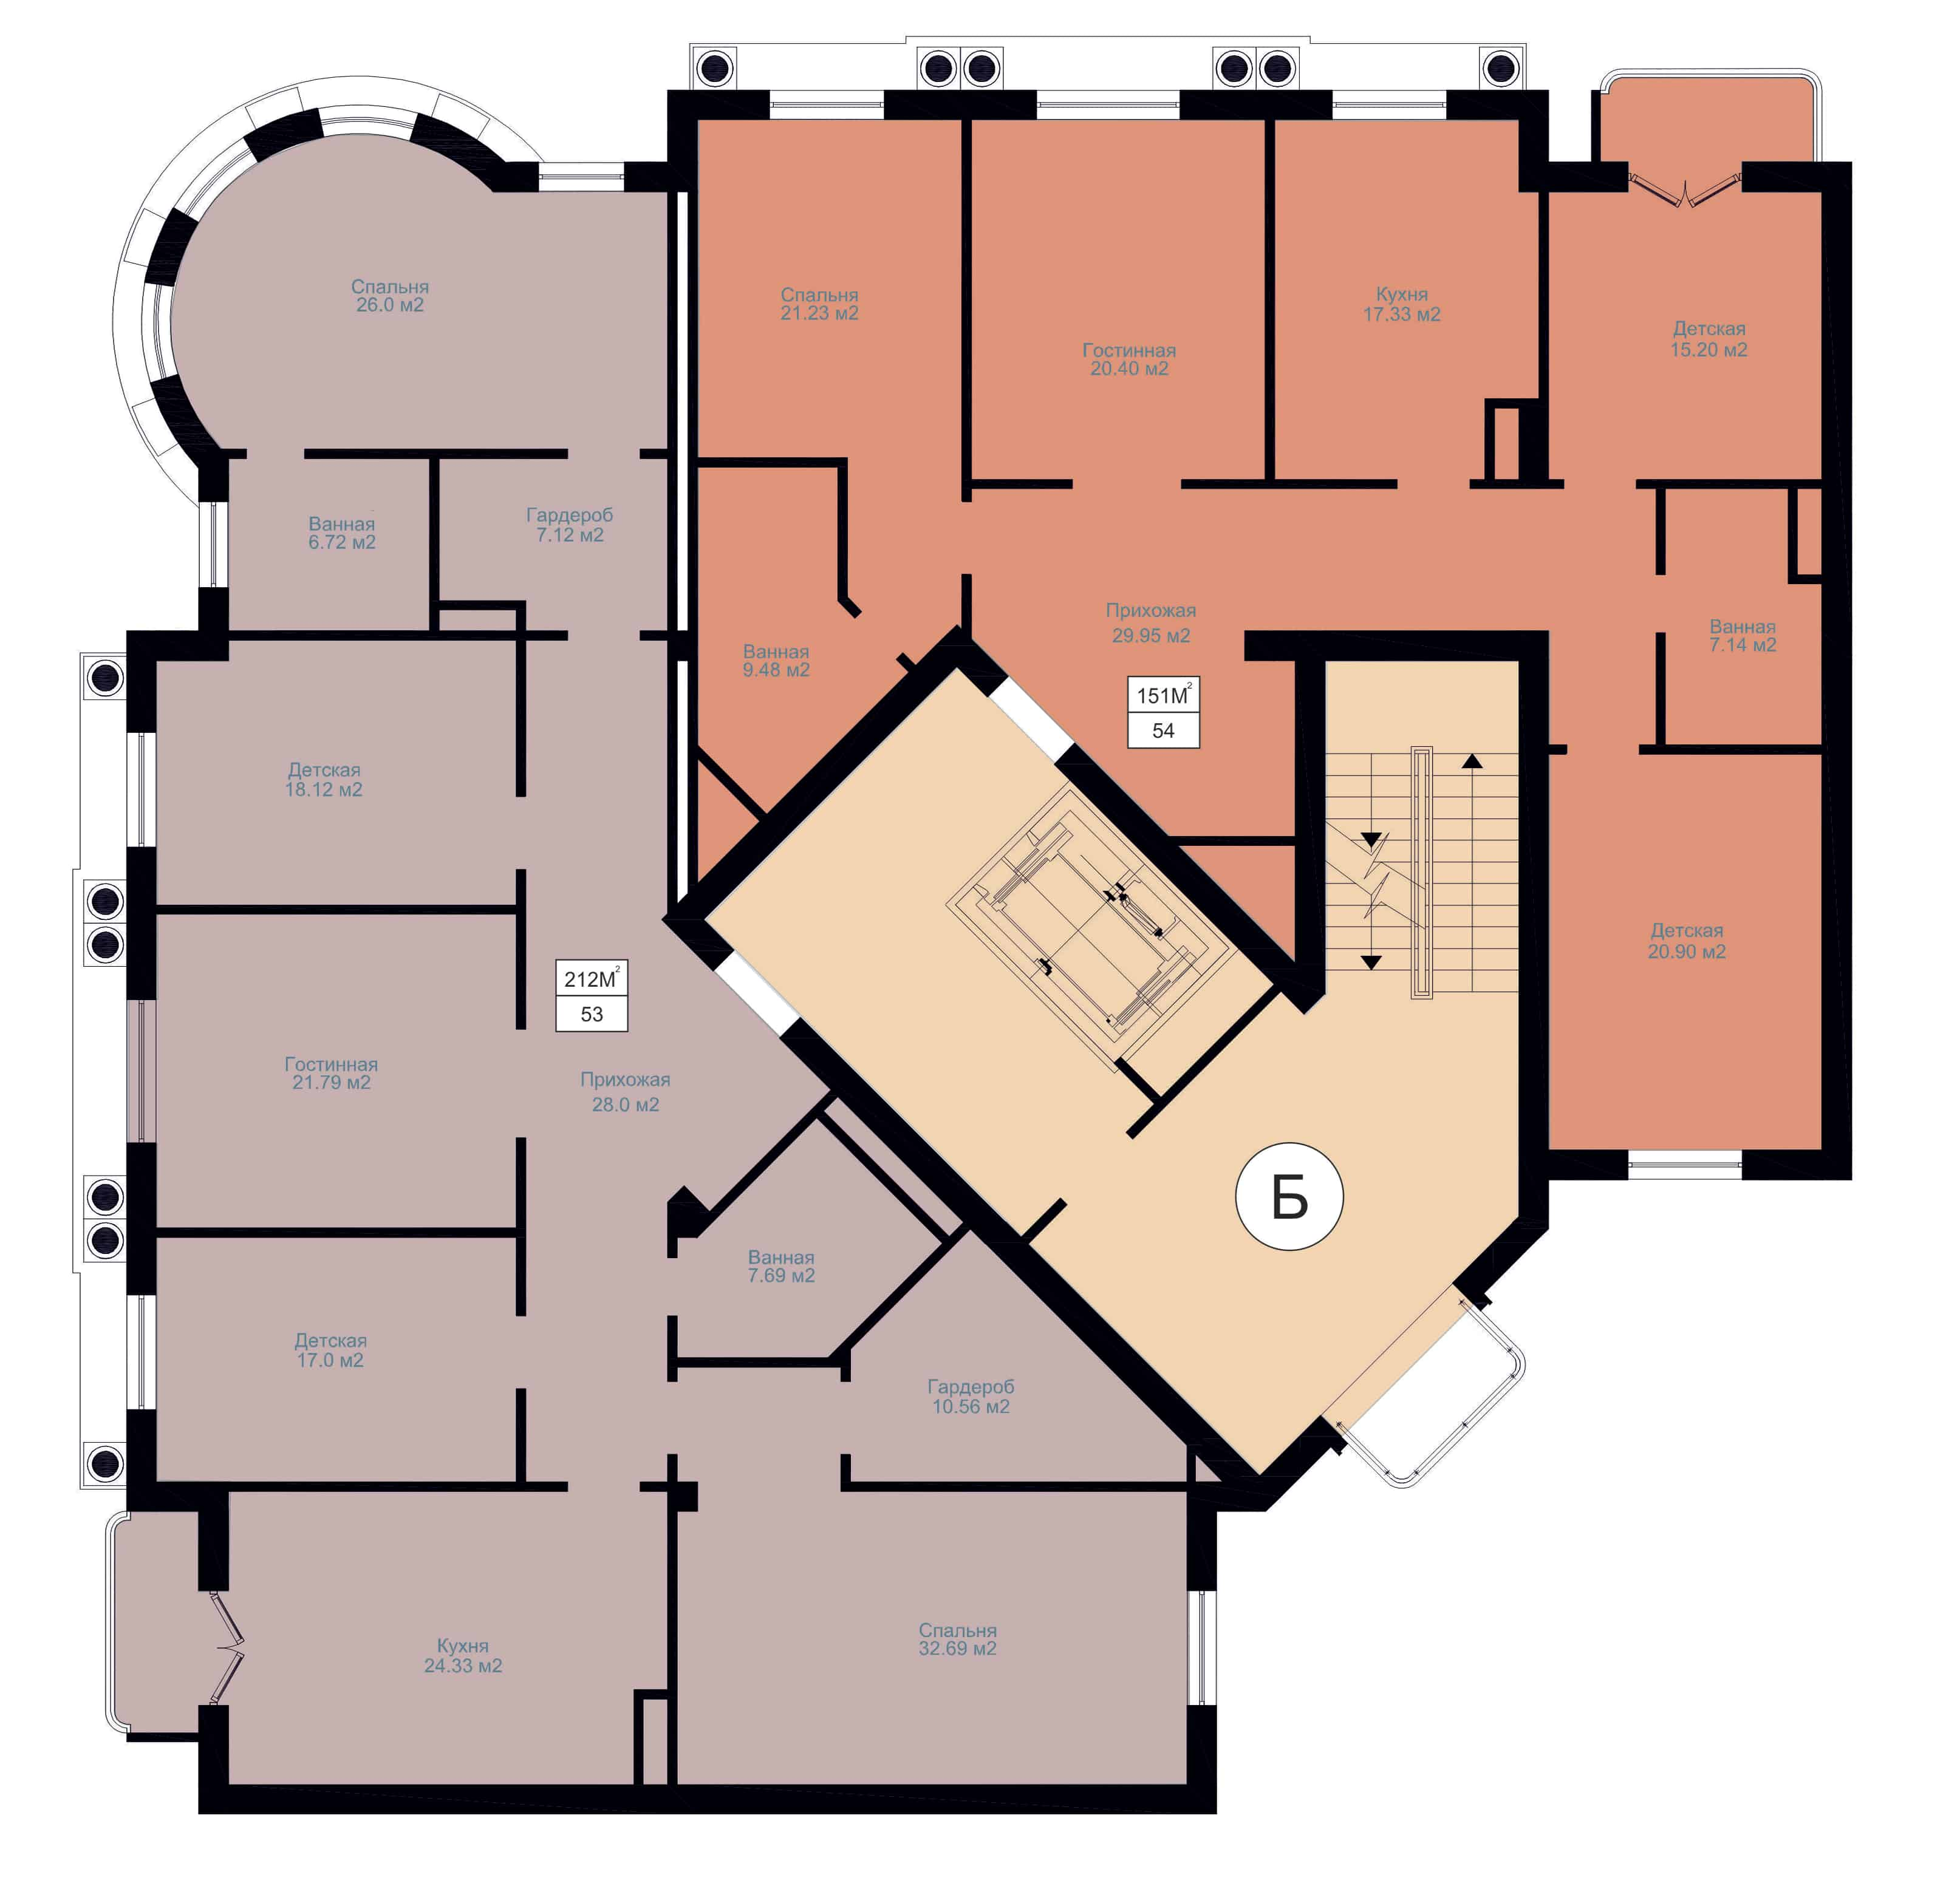 Спальня
26.0 м2
Спальня
21.23 м2
Гостинная
20.40 м2
Кухня
17.33 м2
Детская
15.20 м2
Ванная
6.72 м2
Гардероб
7.12 м2
Ванная
9.48 м2
Прихожая
29.95 м2
151М²
54
Ванная
7.14 м2
Детская
18.12 м2
Детская
20.90 м2
212М²
53
Гостинная
21.79 м2
Прихожая
28.0 м2
Б
Ванная
7.69 м2
Детская
17.0 м2
Гардероб
10.56 м2
Кухня
24.33 м2
Спальня
32.69 м2